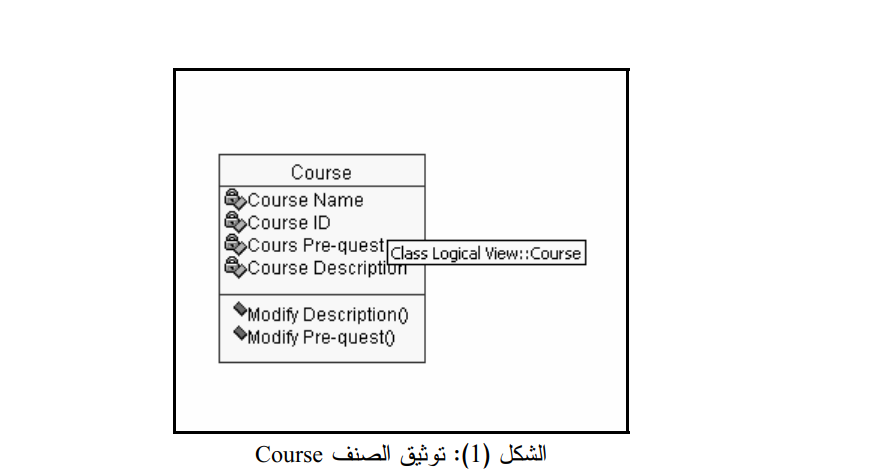 Course
Course Name
Course ID
Cours Pre-quest
Class Logical View::Course
Course Description
Modify Description()
Modify Pre-quest()
الشكل (1): توثيق الصنف Course